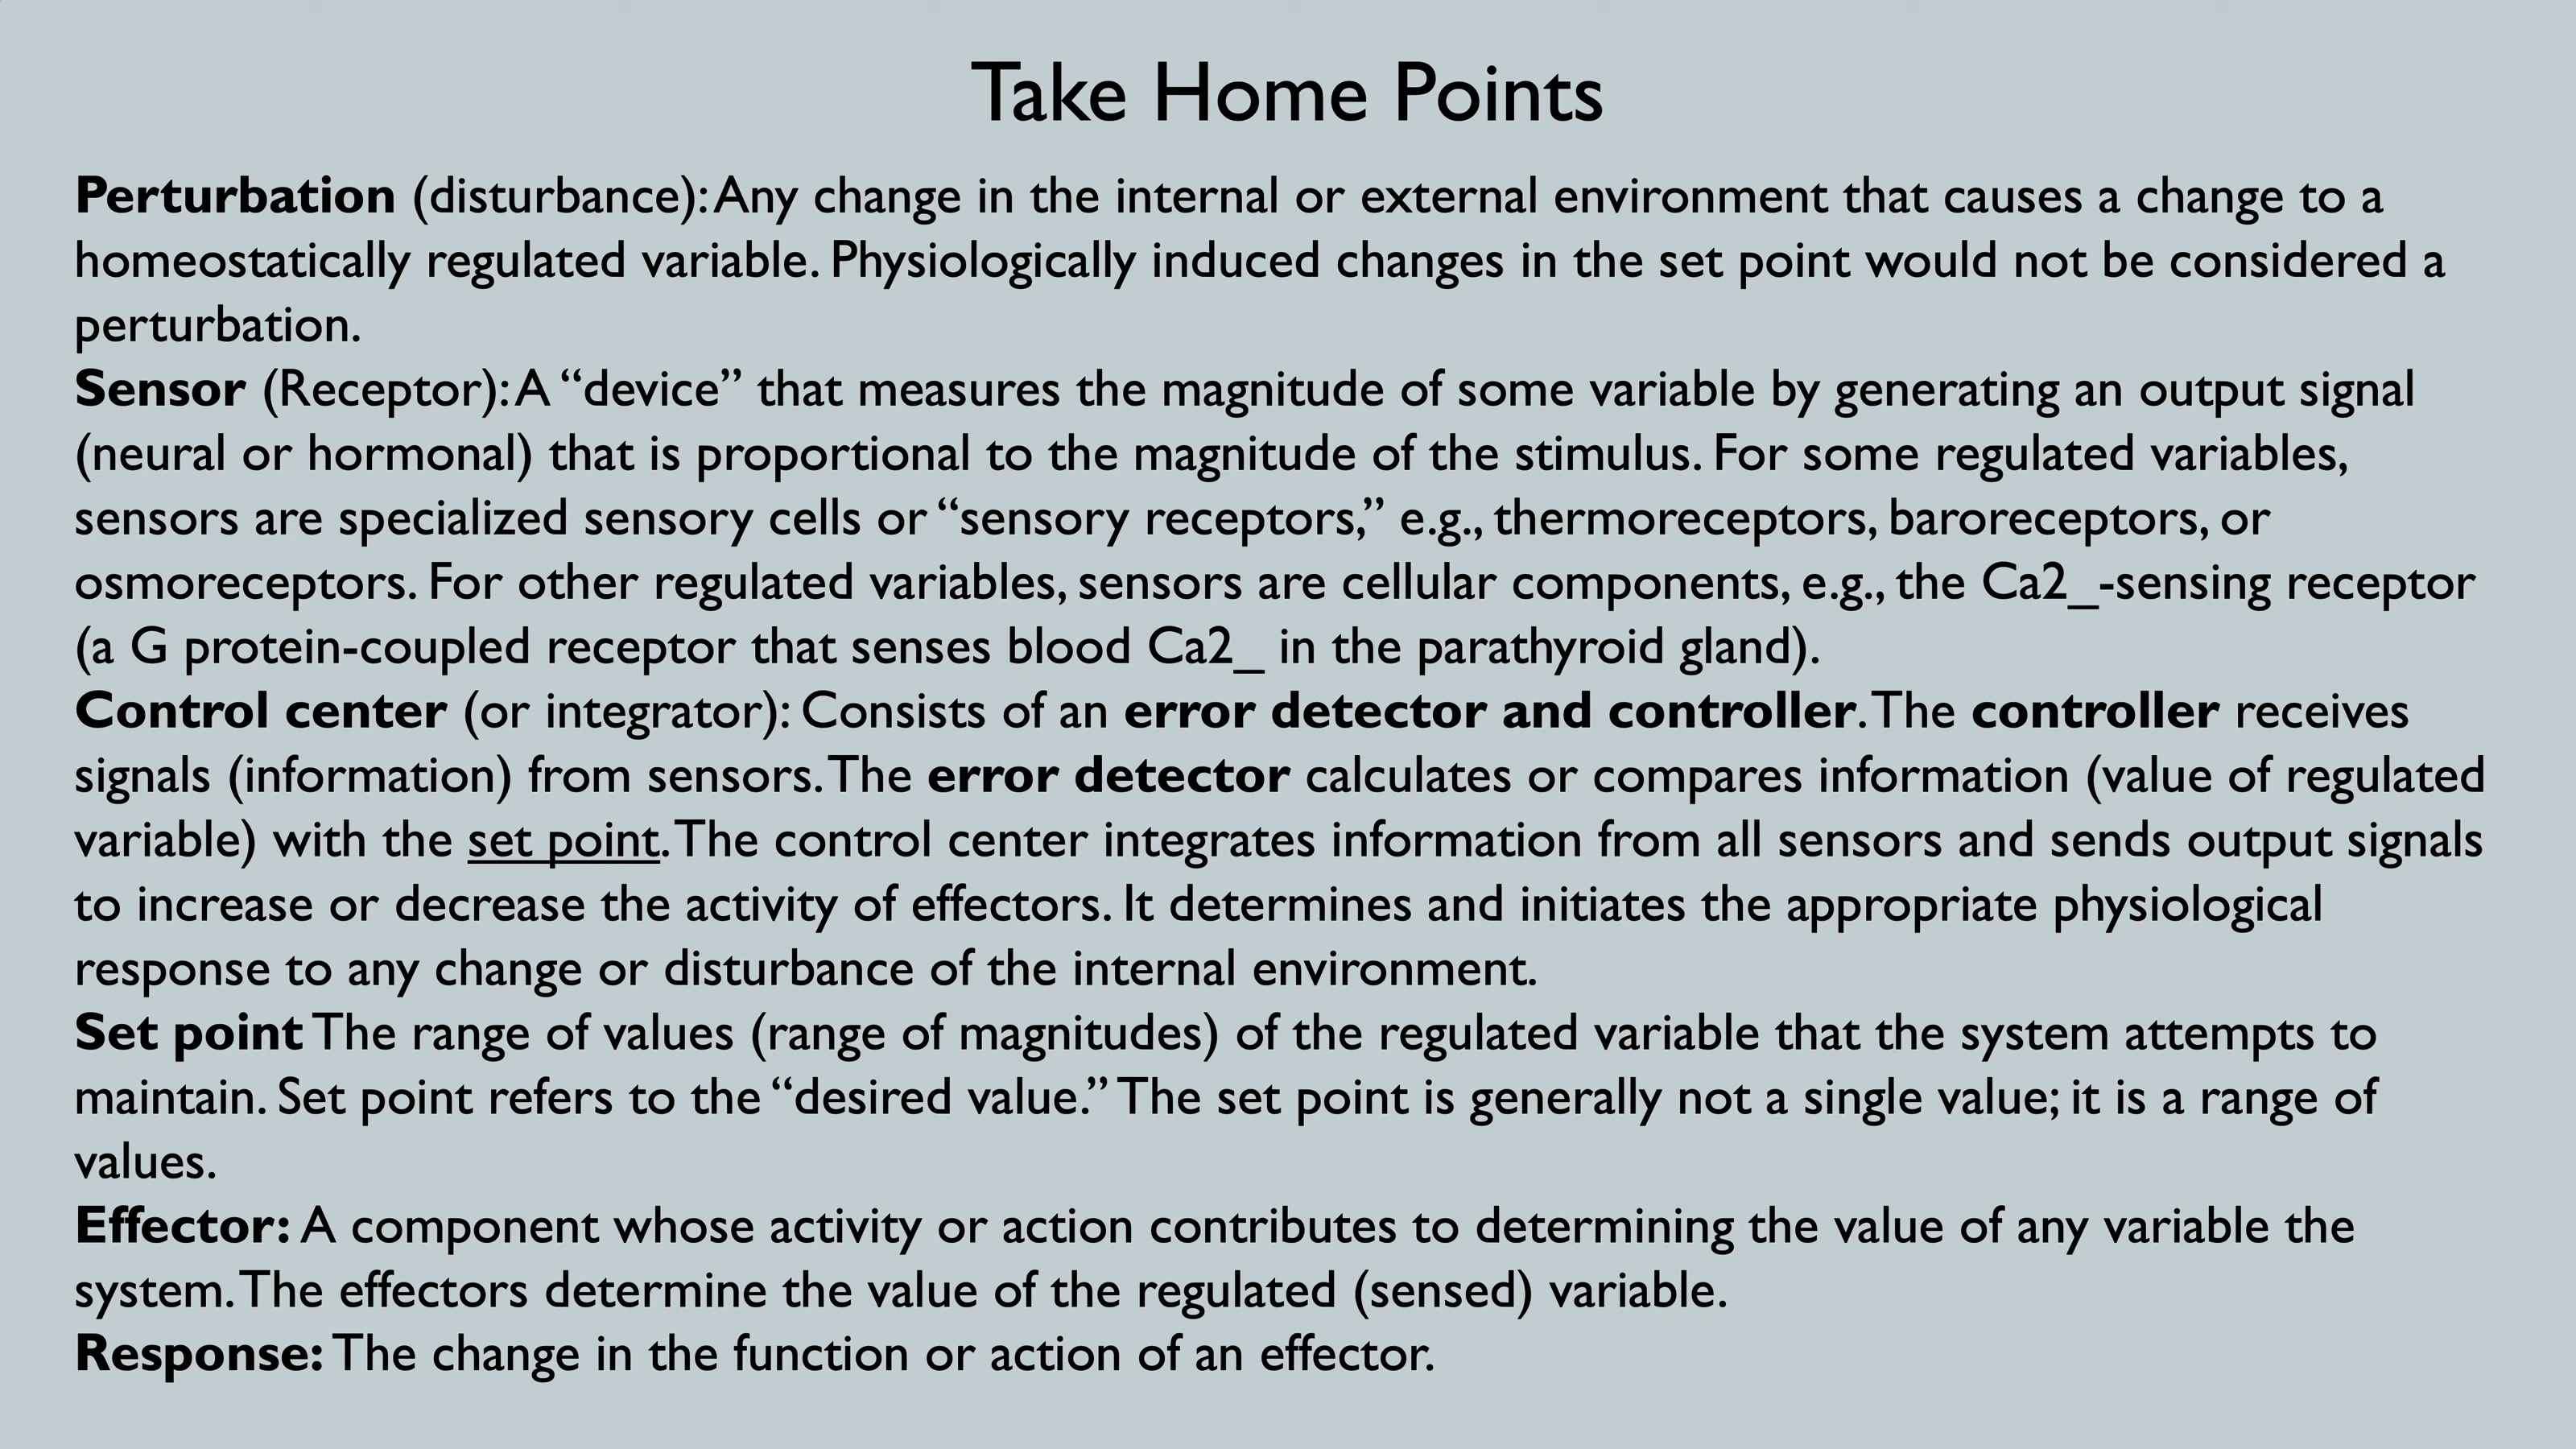 Take Home Points
Perturbation (disturbance): Any change in the internal or external environment that causes a change to a
homeostatically regulated variable. Physiologically induced changes in the set point would not be considered a
perturbation.
Sensor (Receptor): A “device” that measures the magnitude of some variable by generating an output signal
(neural or hormonal) that is proportional to the magnitude of the stimulus. For some regulated variables,
sensors are specialized sensory cells or “sensory receptors,” e.g., thermoreceptors, baroreceptors, or
osmoreceptors. For other regulated variables, sensors are cellular components, e.g., the Ca2_-sensing receptor
(a G protein-coupled receptor that senses blood Ca2_ in the parathyroid gland).
Control center (or integrator): Consists of an error detector and controller. The controller receives
signals (information) from sensors. The error detector calculates or compares information (value of regulated
variable) with the set point. The control center integrates information from all sensors and sends output signals
to increase or decrease the activity of effectors. It determines and initiates the appropriate physiological
response to any change or disturbance of the internal environment.
Set point The range of values (range of magnitudes) of the regulated variable that the system attempts to
maintain. Set point refers to the “desired value.” The set point is generally not a single value; it is a range of
values.
Effector: A component whose activity or action contributes to determining the value of any variable the
system. The effectors determine the value of the regulated (sensed) variable.
Response: The change in the function or action of an effector.